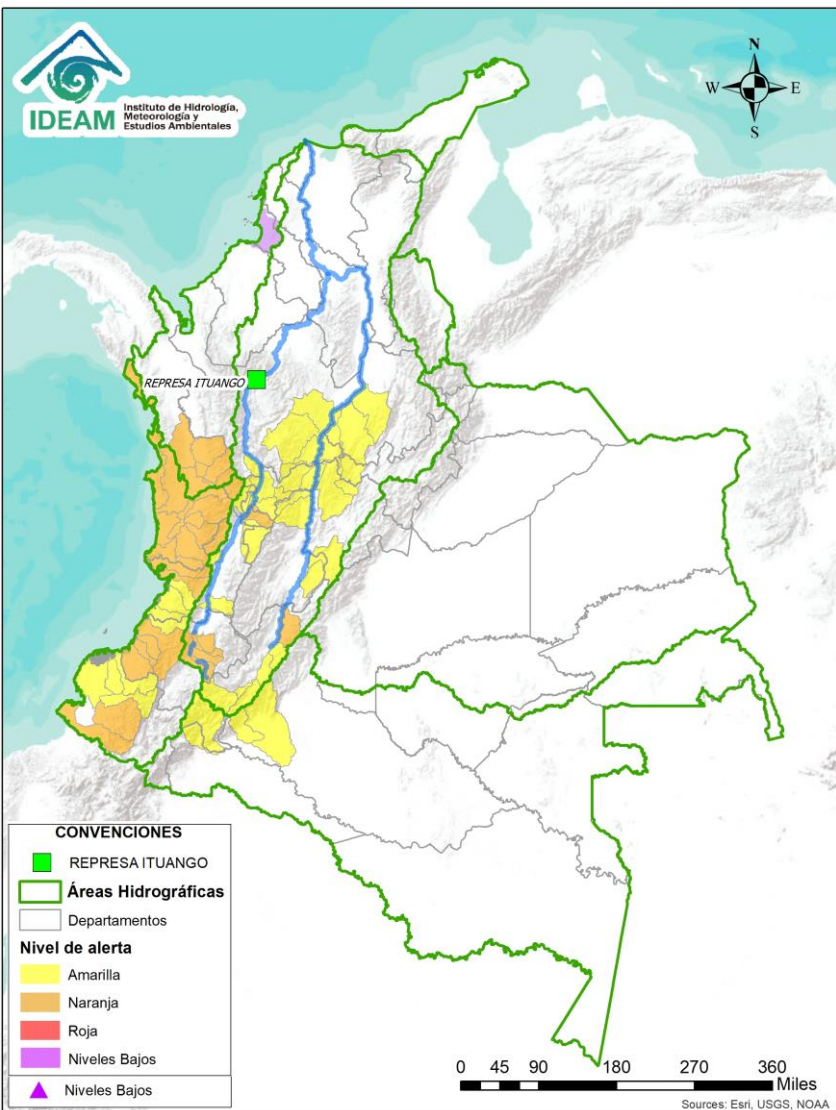 IDEAM
Instituto de Hidrología,
Meteorología y
Estudios Ambientales
N
W
E
S
REPRESA ITUANGO
CONVENCIONES
REPRESA ITUANGO
Áreas Hidrográficas
Departamentos
Nivel de alerta
Amarilla
Naranja
Roja
Niveles Bajos
Niveles Bajos
0 45 90 180 270 360
Miles
Sources: Esri, USGS, NOAA